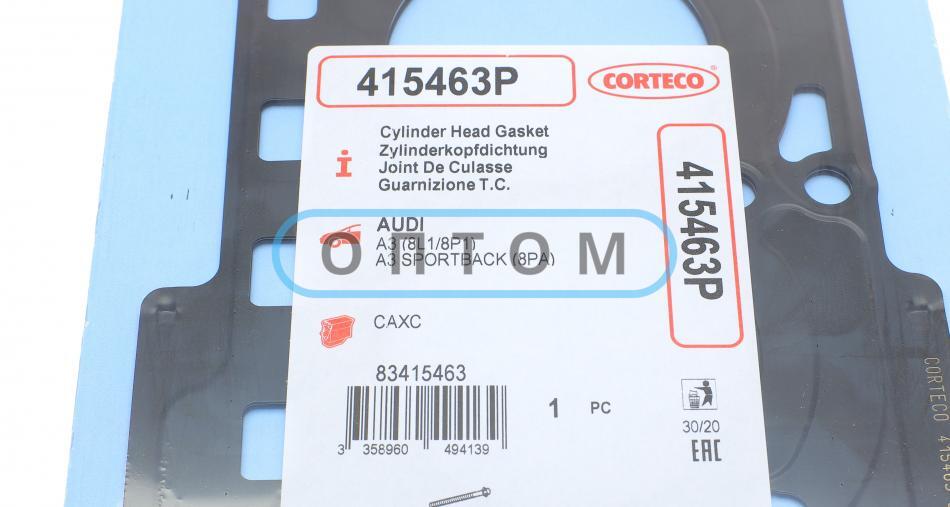 415463P
CORTECO®
Cylinder Head Gasket
Zylinderkopfdichtung
Joint De Culasse
Guarnizione T.C.
i
AUDI
A3 (8L1/8P1)
A3 SPORTBACK (8PA)
ОПТОМ
415463P
CAXC
83415463
1 PC
3 358960 494139
30/20
EAC
CORTECO 415463